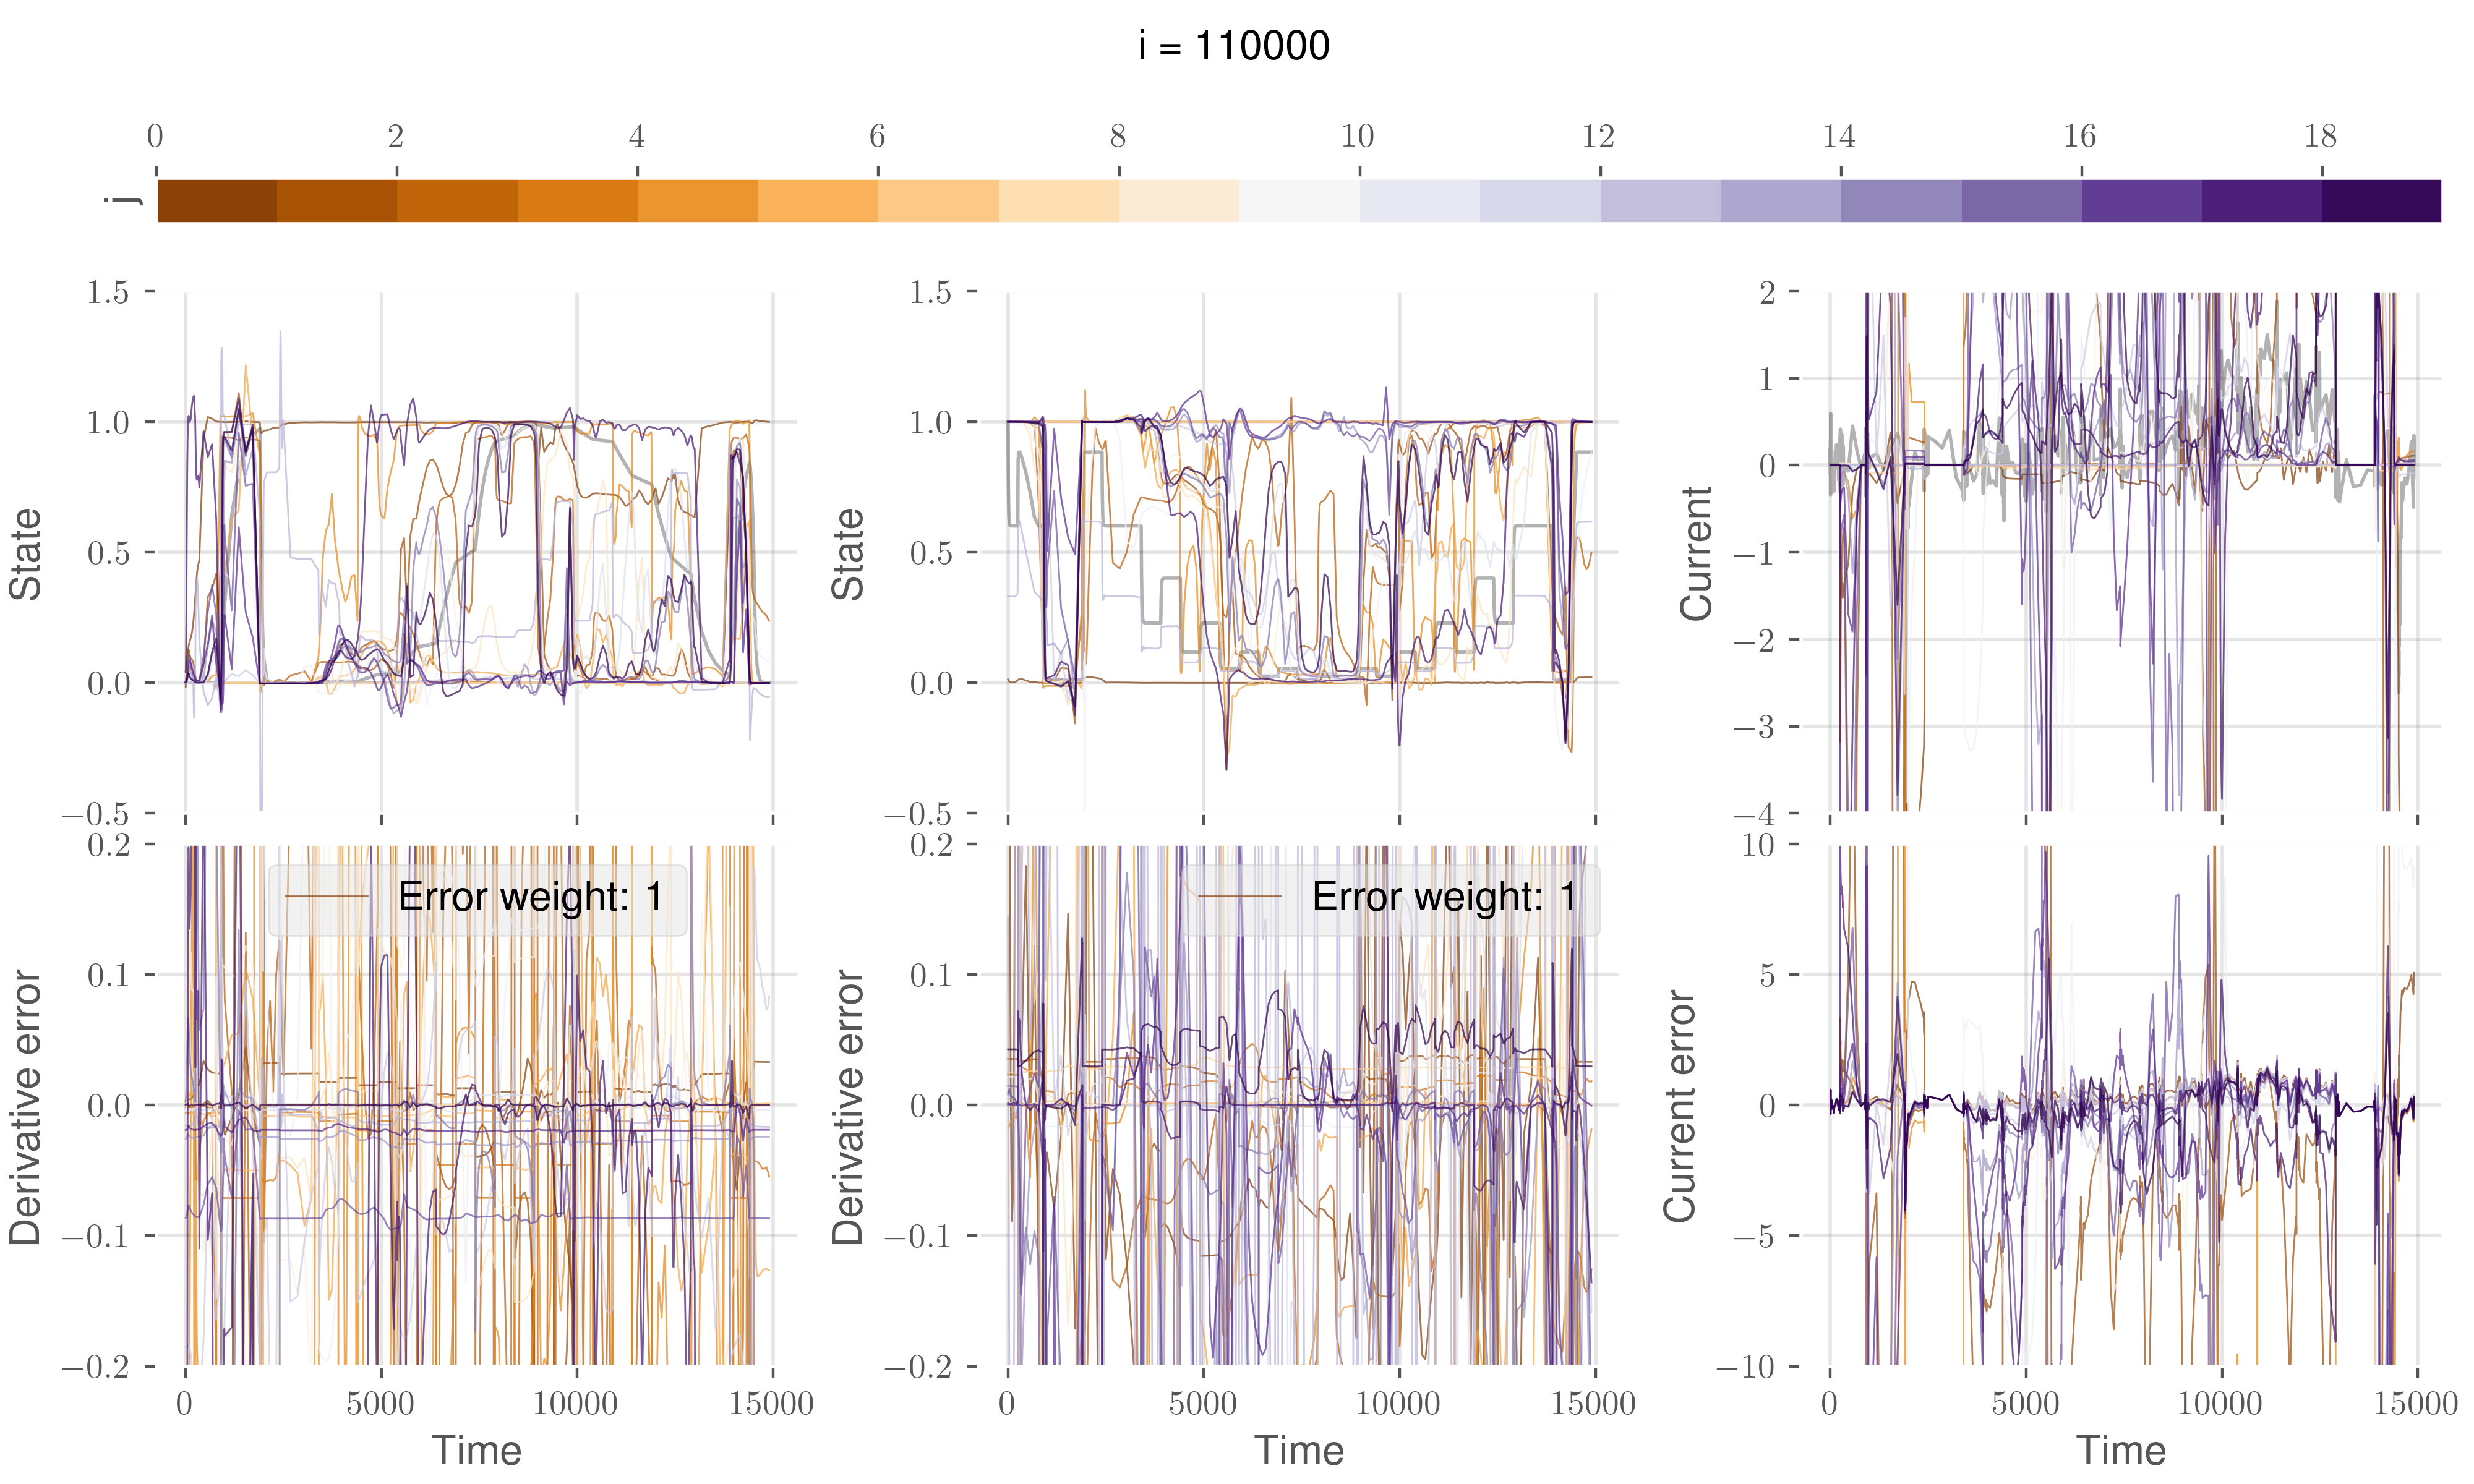 i = 110000
0 2 4 6 8 10 12 14 16 18
j
1.5 1.5 2
1.0 1.0 1
0.5 0.5 0
0.0 0.0 −1
−0.5 −0.5 −2
−3
−4
State State Current
0.2 0.2 10
0.1 0.1 5
0.0 0.0 0
−0.1 −0.1 −5
−0.2 −0.2 −10
Derivative error Derivative error Current error
Error weight: 1 Error weight: 1
0 5000 10000 15000 0 5000 10000 15000 0 5000 10000 15000
Time Time Time